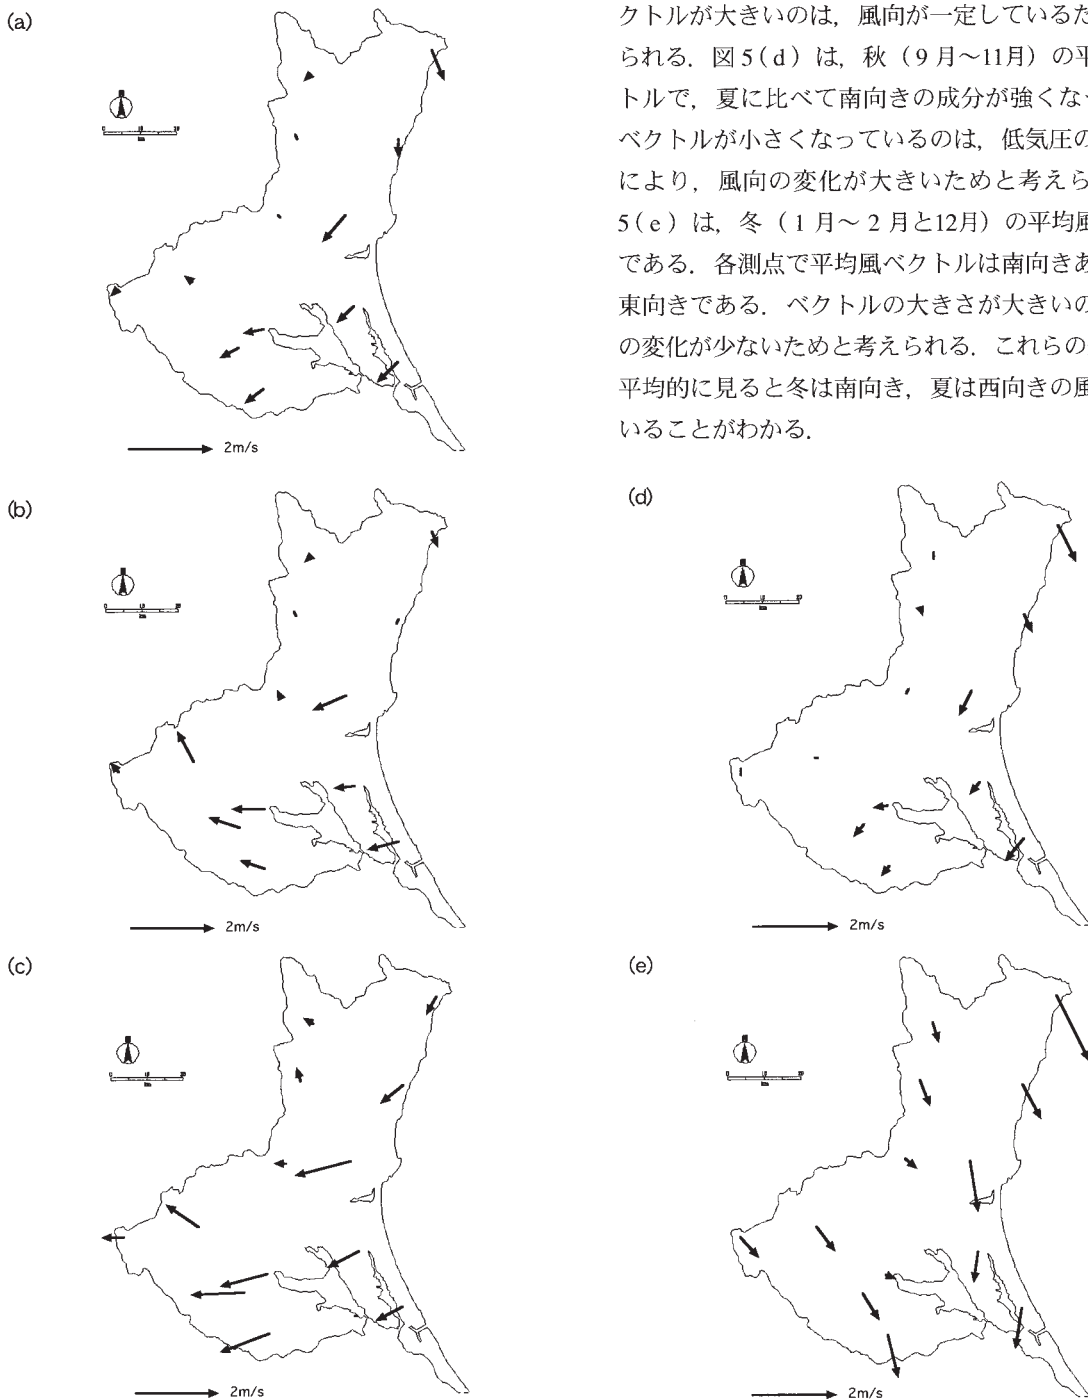 (a)
2m/s
クトルが大きいのは，風向が一定しているた
られる．図5(d)は，秋（9月〜11月）の平
トルで，夏に比べて南向きの成分が強くな
ベクトルが小さくなっているのは，低気圧の
により，風向の変化が大きいためと考えら
5(e)は，冬（1月〜2月と12月）の平均風
である．各測点で平均風ベクトルは南向きあ
東向きである．ベクトルの大きさが大きいの
の変化が少ないためと考えられる．これらの
平均的に見ると冬は南向き，夏は西向きの風
いることがわかる．
(b)
2m/s
(d)
2m/s
(c)
2m/s
(e)
2m/s